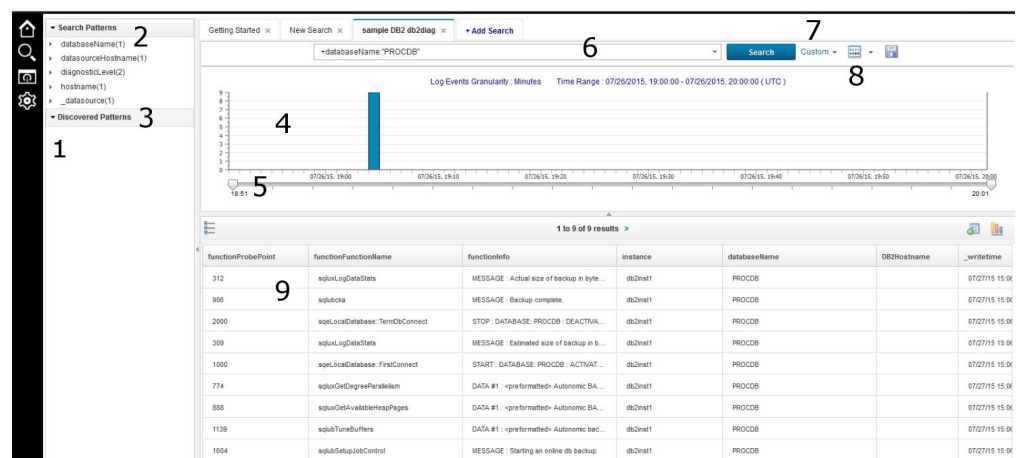 Search Patterns
2
databaseName(1)
datasourceHostname(1)
diagnosticLevel(2)
hostname(1)
_datasource(1)
Discovered Patterns
3
1
Getting Started ×
New Search ×
sample DB2 db2diag ×
+ Add Search
7
+databaseName:"PROCDB"
6
Search
Custom
8
Log Events Granularity : Minutes Time Range : 07/26/2015, 19:00:00 - 07/26/2015, 20:00:00 ( UTC )
9
8
7
6
5
4
3
2
1
0
4
07/26/15, 19:00 07/26/15, 19:10 07/26/15, 19:20 07/26/15, 19:30 07/26/15, 19:40 07/26/15, 19:50 07/26/15, 20:00
5
18:51 20:01
1 to 9 of 9 results >
functionProbePoint functionFunctionName functionInfo instance databaseName DB2Hostname _writetime
312 sqluxLogDataStats MESSAGE : Actual size of backup in byte... db2inst1 PROCDB 07/27/15 15:06
9
906 sqlubcka MESSAGE : Backup complete. db2inst1 PROCDB 07/27/15 15:06
2000 sqeLocalDatabase::TermDbConnect STOP : DATABASE: PROCDB : DEACTIVA... db2inst1 PROCDB 07/27/15 15:06
309 sqluxLogDataStats MESSAGE : Estimated size of backup in b... db2inst1 PROCDB 07/27/15 15:06
1000 sqeLocalDatabase::FirstConnect START : DATABASE: PROCDB : ACTIVAT... db2inst1 PROCDB 07/27/15 15:06
774 sqluxGetDegreeParallelism DATA #1 : <preformatted> Autonomic BA... db2inst1 PROCDB 07/27/15 15:06
888 sqluxGetAvailableHeapPages DATA #1 : <preformatted> Autonomic BA... db2inst1 PROCDB 07/27/15 15:06
1139 sqlubTuneBuffers DATA #1 : <preformatted> Autonomic bac... db2inst1 PROCDB 07/27/15 15:06
1604 sqlubSetupJobControl MESSAGE : Starting an online db backup. db2inst1 PROCDB 07/27/15 15:06